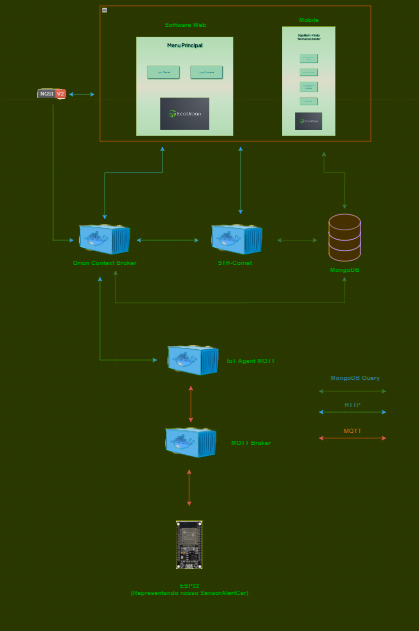 Software Web
Mobile
Menu Principal
EcoUrban
NGSI V2
Orion Context Broker
STH-Comet
MongoDB
IoT Agent MQTT
MongoDB Query
HTTP
MQTT
MQTT Broker
ESP32
(Representando nosso SensorAlertCar)